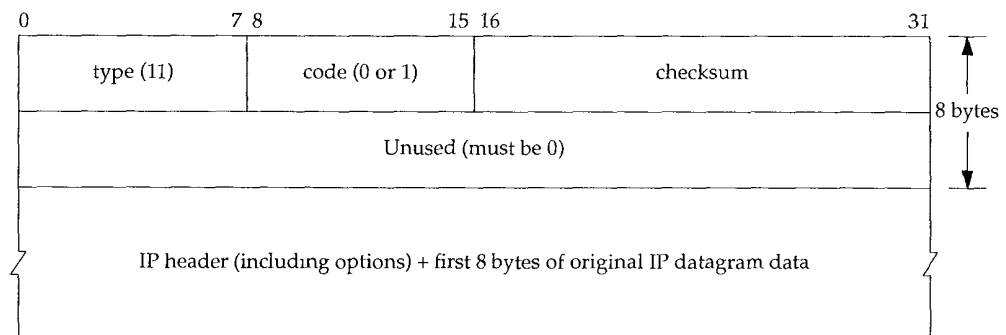 0 7 8 15 16 31
type (11) code (0 or 1) checksum
8 bytes
Unused (must be 0)
IP header (including options) + first 8 bytes of original IP datagram data